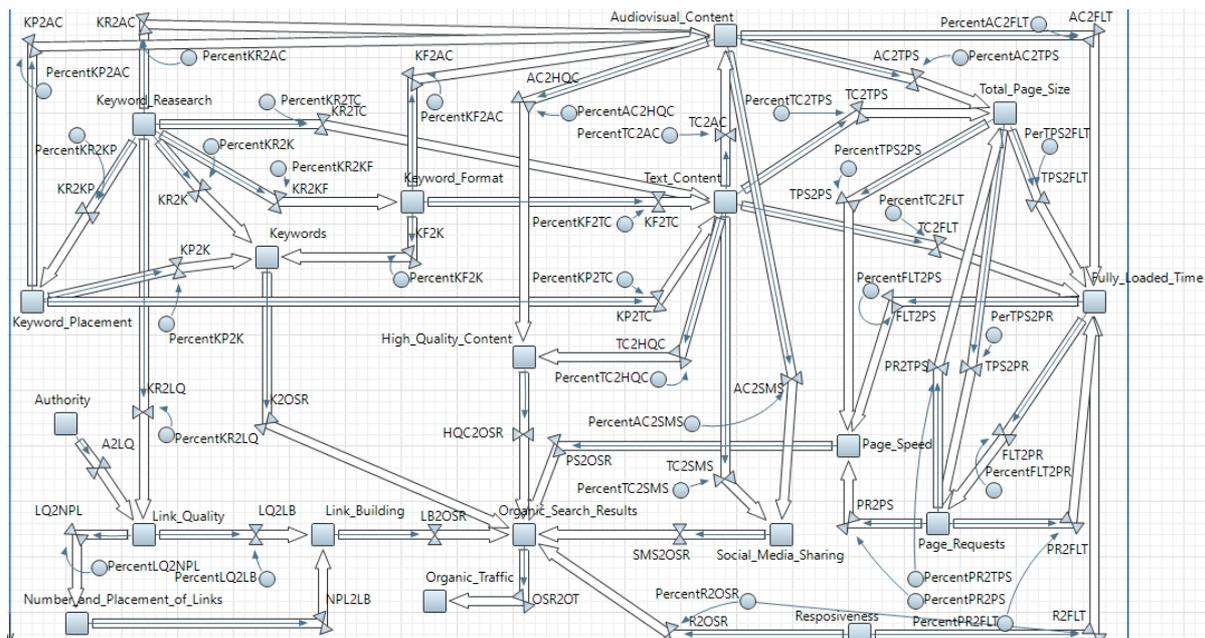 KP2AC
KR2AC
Audiovisual_Content
PercentAC2FLT
AC2FLT
PercentKR2AC
KF2AC
AC2TPS
PercentAC2TPS
PercentKP2AC
AC2HQC
Total_Page_Size
Keyword_Reasearch
PercentKR2TC
KR2TC
PercentKF2AC
PercentAC2HQC
PercentTC2TPS
TC2TPS
PercentTC2AC
TC2AC
PerTPS2FLT
PercentKR2KP
PercentKR2K
PercentTPS2PS
PercentKR2KF
KR2KP
KR2K
KR2KF
Keyword_Format
Text_Content
TPS2PS
TPS2FLT
PercentTC2FLT
PercentKF2TC
KF2TC
TC2FLT
Keywords
KF2K
KP2K
PercentKF2K
PercentKP2TC
PercentFLT2PS
Fully_Loaded_Time
Keyword_Placement
PercentKP2K
KP2TC
FLT2PS
PerTPS2PR
High_Quality_Content
TC2HQC
PercentTC2HQC
PR2TPS
TPS2PR
Authority
KR2LQ
K2OSR
AC2SMS
PercentAC2SMS
PercentKR2LQ
HQC2OSR
A2LQ
PS2OSR
Page_Speed
FLT2PR
PercentFLT2PR
TC2SMS
PercentTC2SMS
LQ2NPL
Link_Quality
LQ2LB
Link_Building
LB2OSR
Organic_Search_Results
PR2PS
Page_Requests
PR2FLT
SMS2OSR
Social_Media_Sharing
PercentLQ2NPL
PercentLQ2LB
Organic_Traffic
PercentPR2TPS
Number_and_Placement_of_Links
NPL2LB
OSR2OT
PercentR2OSR
PercentPR2PS
R2OSR
Resposiveness
PercentPR2FLT
R2FLT